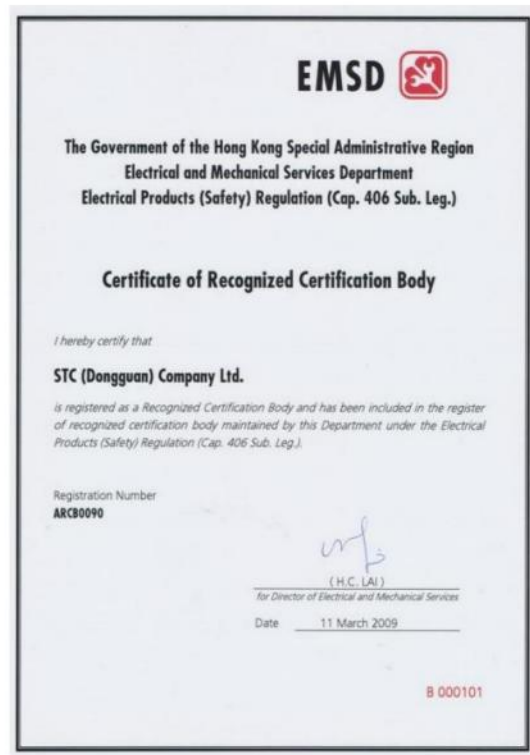 EMSD
The Government of the Hong Kong Special Administrative Region
Electrical and Mechanical Services Department
Electrical Products (Safety) Regulation (Cap. 406 Sub. Leg.)
Certificate of Recognized Certification Body
I hereby certify that
STC (Dongguan) Company Ltd.
is registered as a Recognized Certification Body and has been included in the register
of recognized certification body maintained by this Department under the Electrical
Products (Safety) Regulation (Cap. 406 Sub. Leg.).
Registration Number
ARCB0090
( H.C. LAI )
for Director of Electrical and Mechanical Services
Date 11 March 2009
B 000101